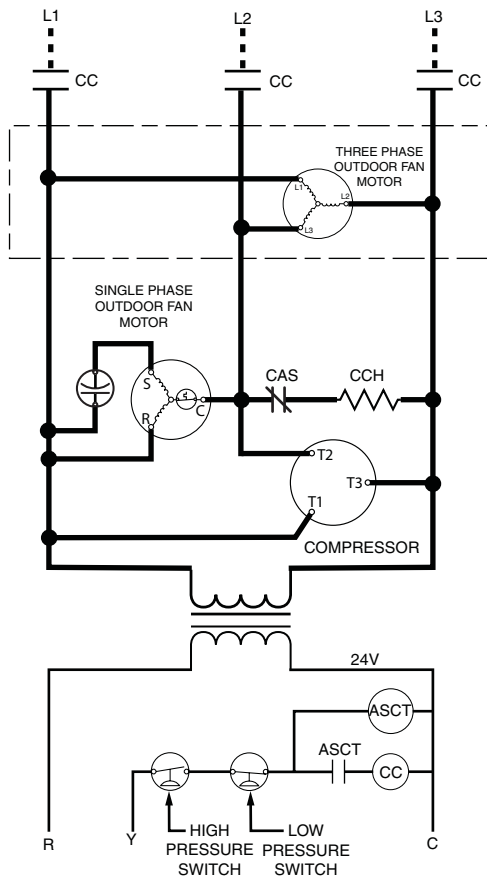 L1
L2
L3
CC
CC
CC
THREE PHASE
OUTDOOR FAN
MOTOR
L1
L2
L3
SINGLE PHASE
OUTDOOR FAN
MOTOR
S
R
C
CAS
CCH
T2
T3
T1
COMPRESSOR
24V
ASCT
ASCT
CC
R
Y
HIGH
PRESSURE
SWITCH
LOW
PRESSURE
SWITCH
C